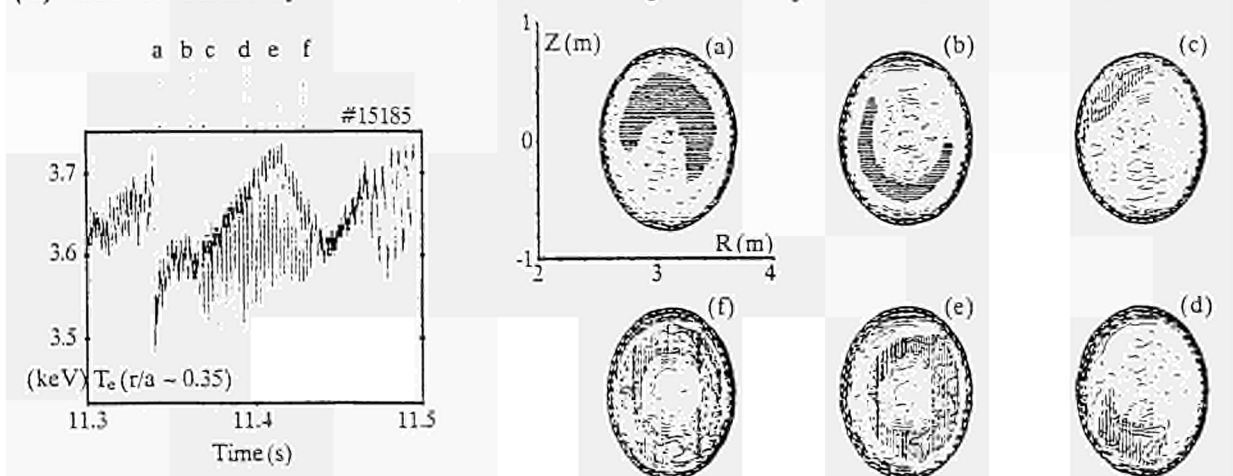 a b c d e f
#15185
3.7
3.6
3.5
(keV) Te (r/a ~ 0.35)
11.3 11.4 11.5
Time (s)
1
Z (m)
0
-1
2 3 4
R (m)
(a) (b) (c)
(f) (e) (d)